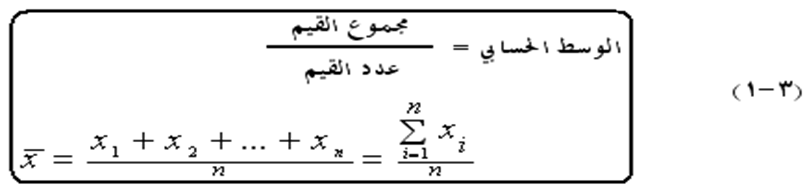 الوسط الحسابي = مجموع القيم / عدد القيم
x̄ = (x₁ + x₂ + ... + xₙ) / n = (∑ᵢ₌₁ⁿ xᵢ) / n
(٣-١)